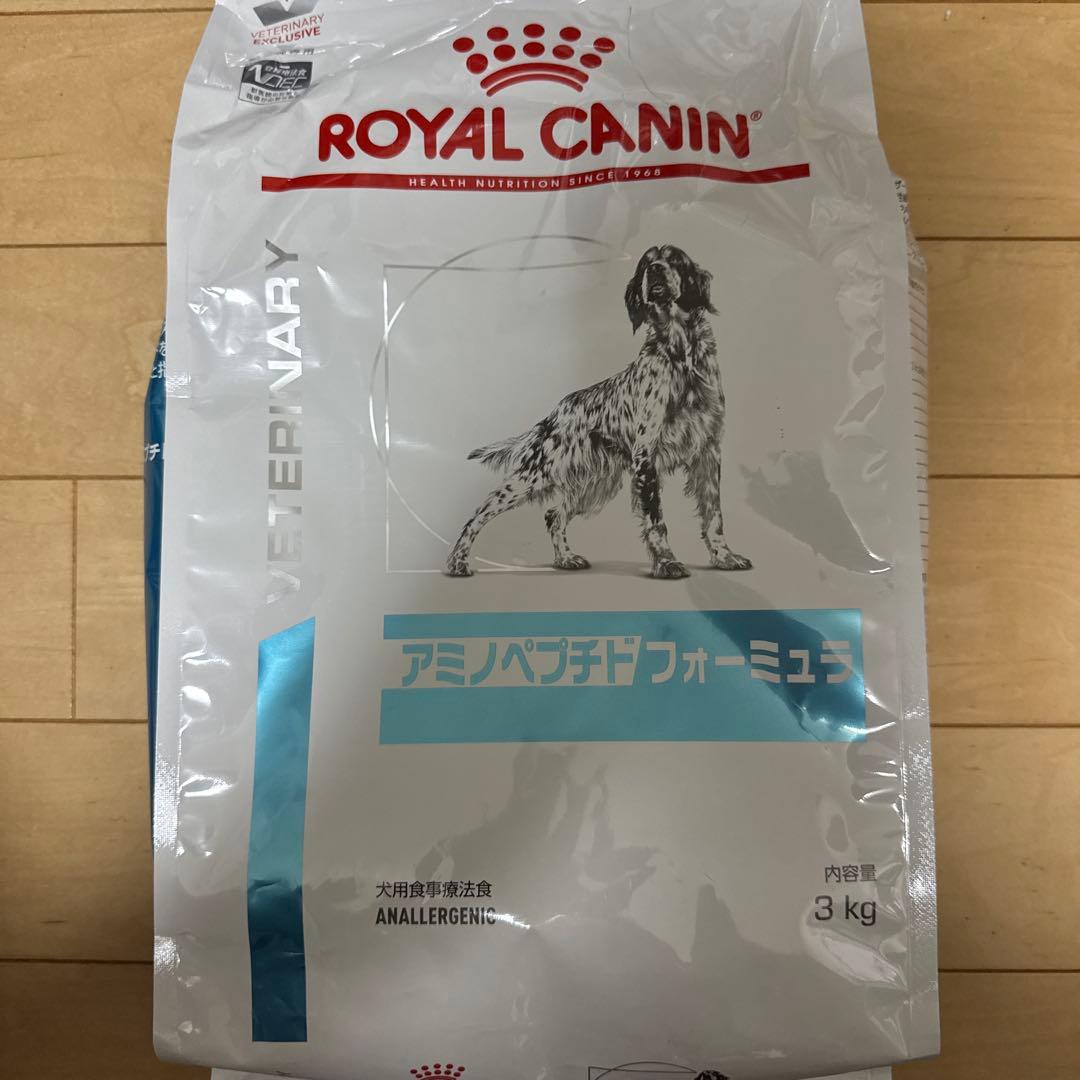 VETERINARY
EXCLUSIVE
ROYAL CANIN®
HEALTH NUTRITION SINCE 1968
VETERINARY
アミノペプチド フォーミュラ
犬用食事療法食
ANALLERGENIC
内容量
3 kg